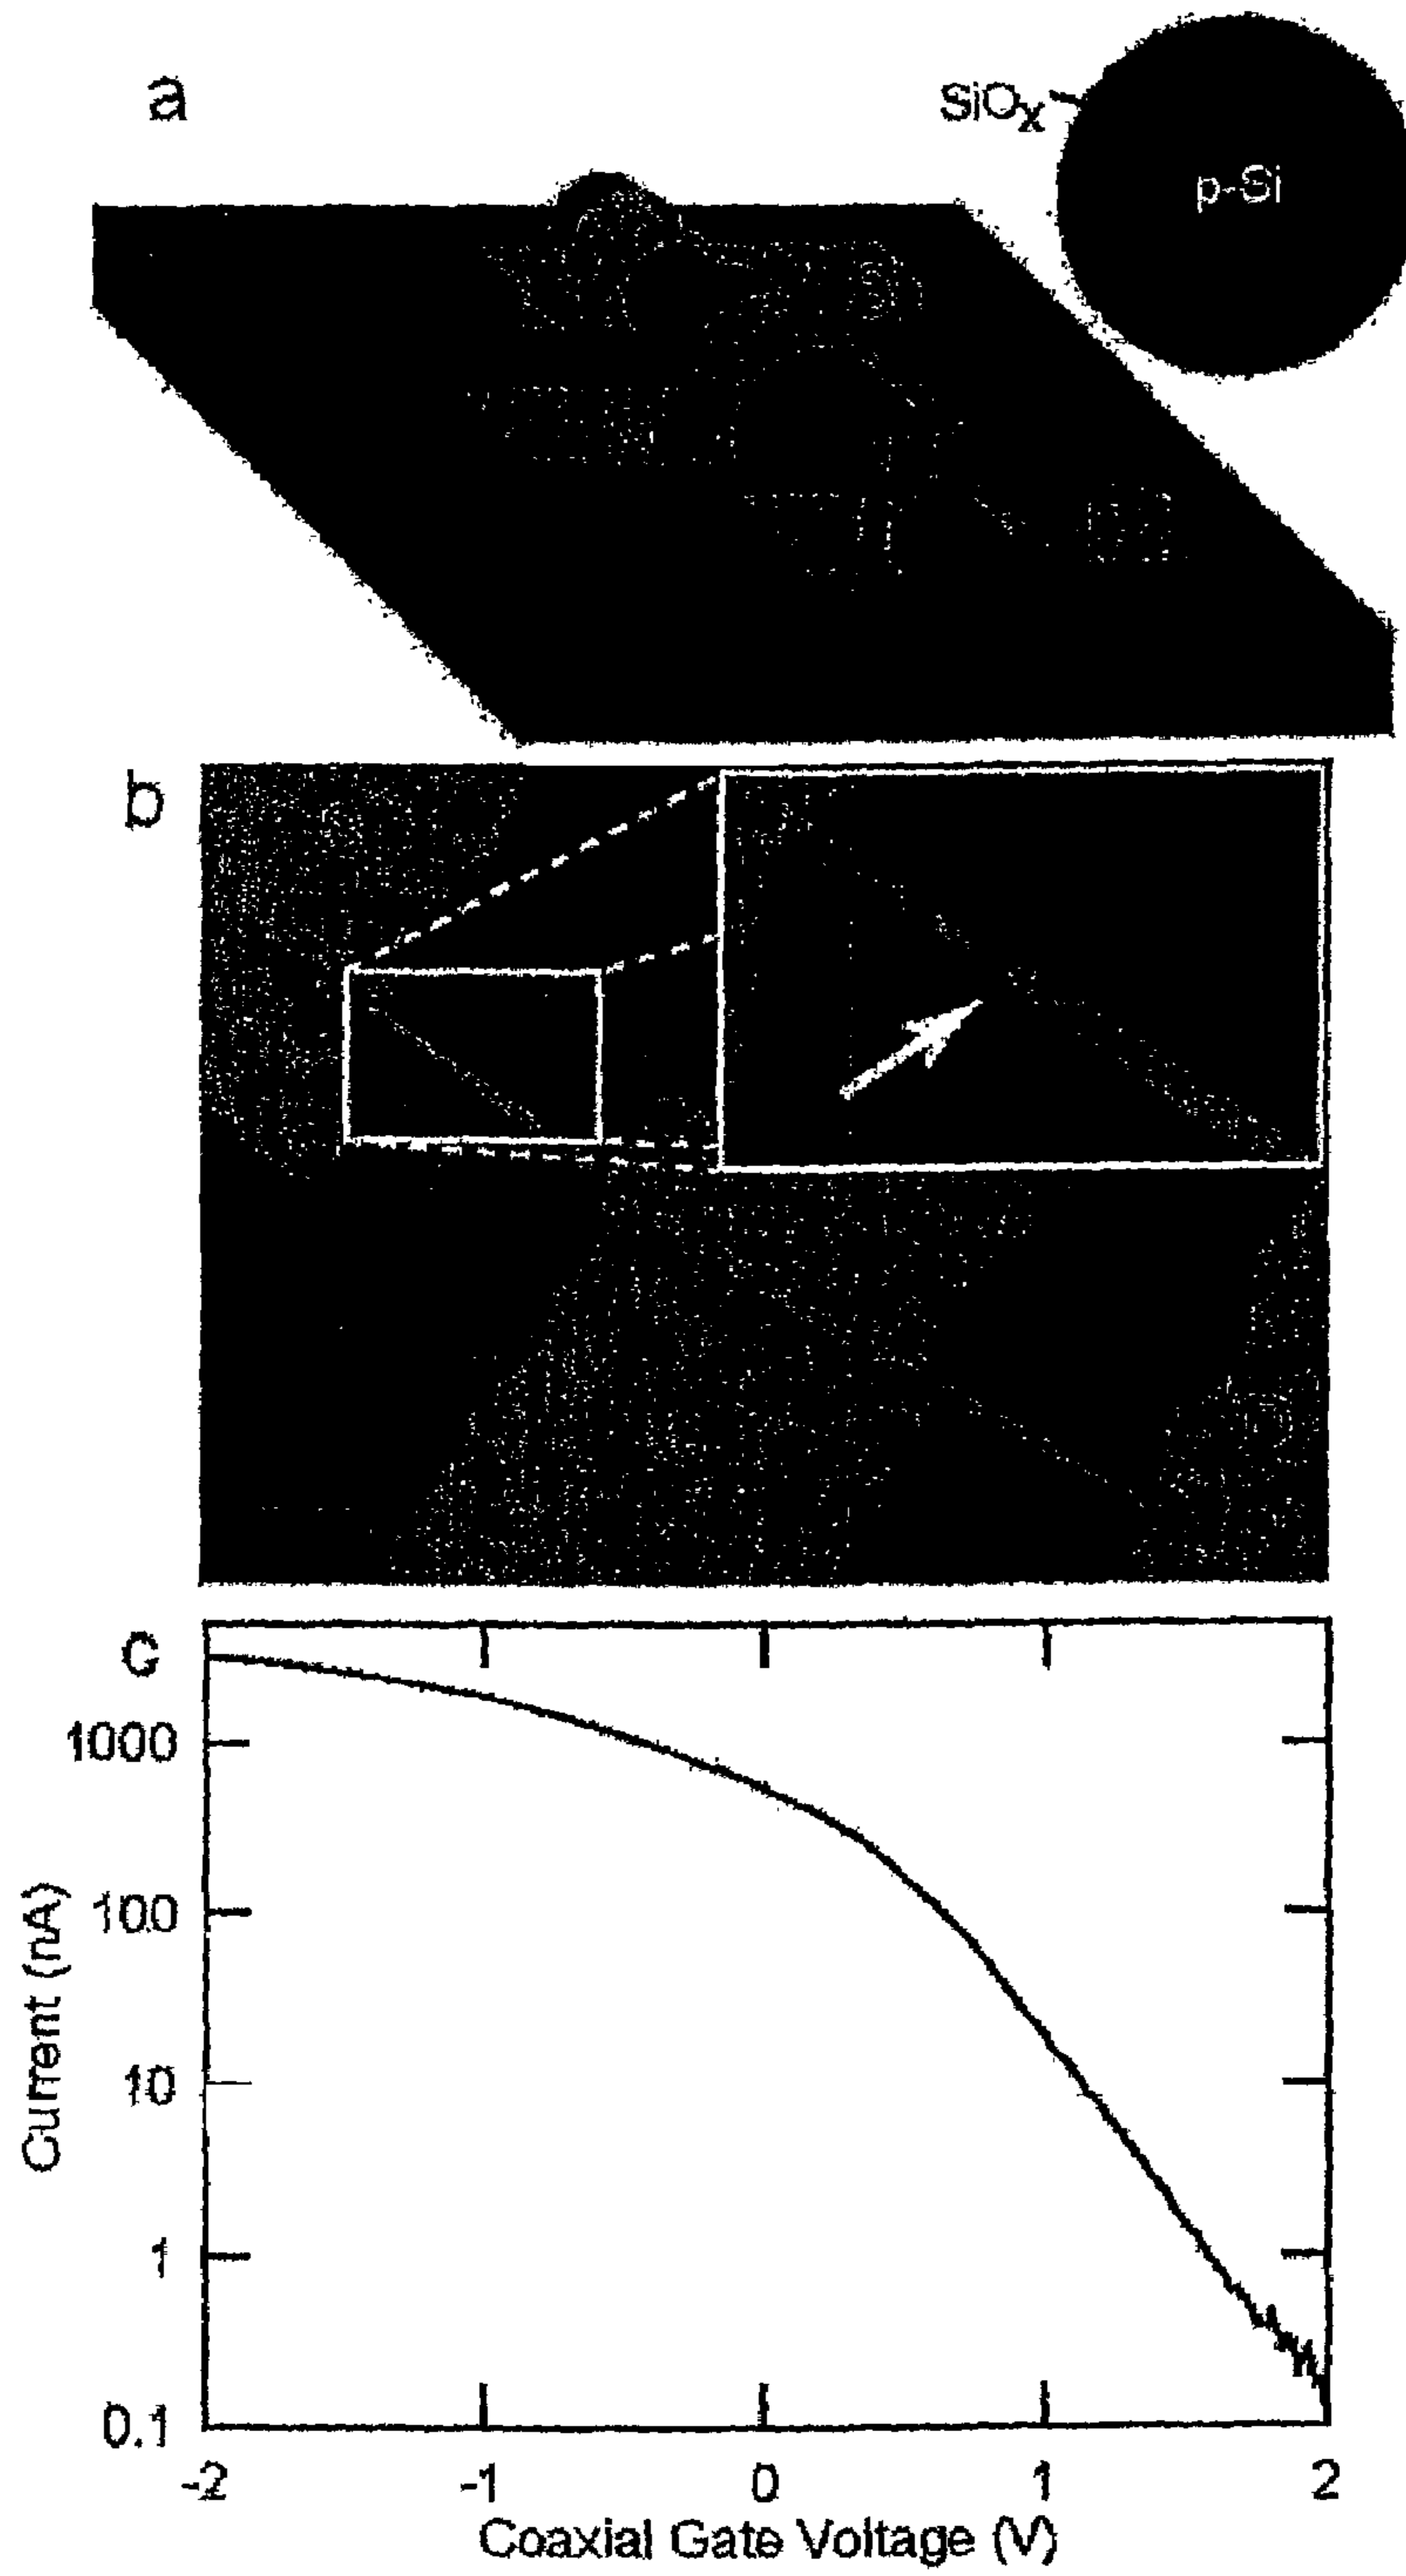 a
SiOx
p-Si
b
c
1000
100
10
1
0.1
Current (nA)
-2 -1 0 1 2
Coaxial Gate Voltage (V)